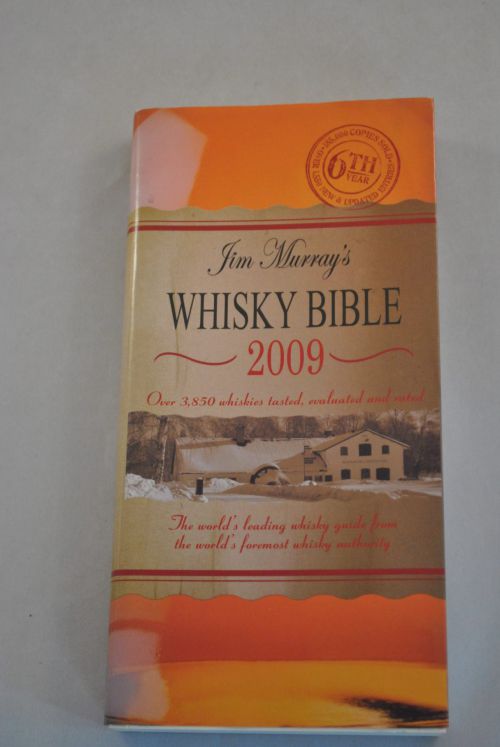 6TH
YEAR
Jim Murray's
WHISKY BIBLE
2009
Over 3,850 whiskies tasted, evaluated and rated
The world's leading whisky guide from
the world's foremost whisky authority